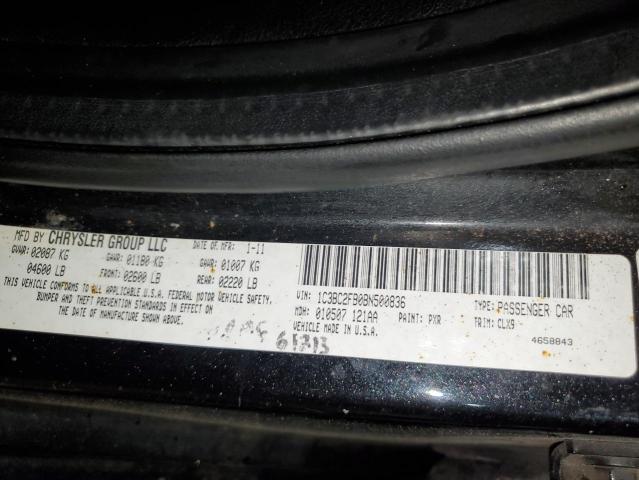 MFD BY CHRYSLER GROUP LLC DATE OF MFR: 1-11
GVWR: 02087 KG GAWR: 01180 KG GAWR: 01007 KG
04600 LB FRONT: 02600 LB REAR: 02220 LB
THIS VEHICLE CONFORMS TO ALL APPLICABLE U.S.A. FEDERAL MOTOR VEHICLE SAFETY,
BUMPER AND THEFT PREVENTION STANDARDS IN EFFECT ON
THE DATE OF MANUFACTURE SHOWN ABOVE.
61313
VIN: 1C3BC2FB0BN500836 TYPE: PASSENGER CAR
MDH: 010507 121AA PAINT: PXR TRIM: CLX9
VEHICLE MADE IN U.S.A. 4658843